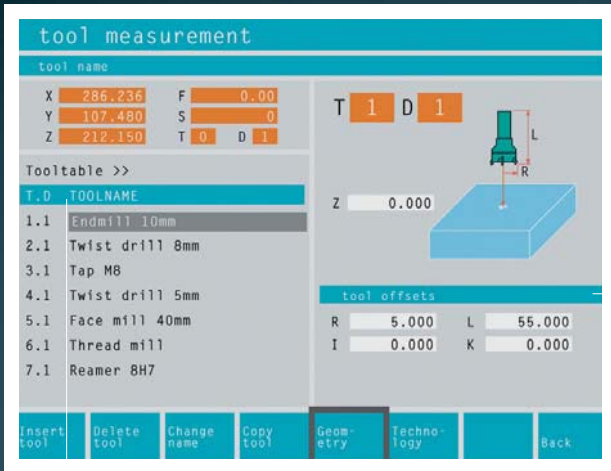 tool measurement
tool name
X 286.236 F 0.00
Y 107.480 S 0
Z 212.150 T 0 D 1
Tooltable >>
T.D TOOLNAME
1.1 Endmill 10mm
2.1 Twist drill 8mm
3.1 Tap M8
4.1 Twist drill 5mm
5.1 Face mill 40mm
6.1 Thread mill
7.1 Reamer 8H7
T 1 D 1
L
R
Z 0.000
tool offsets
R 5.000 L 55.000
I 0.000 K 0.000
Insert tool
Delete tool
Change name
Copy tool
Geom-
etry
Techno-
logy
Back